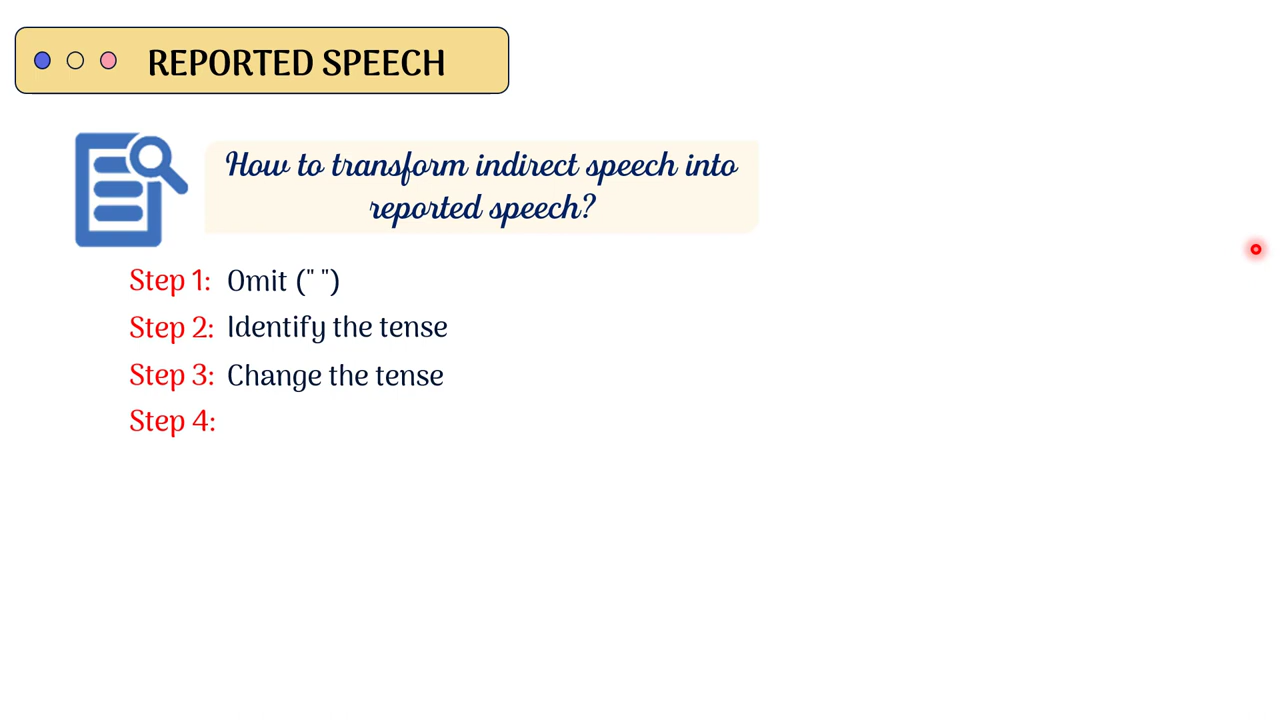 REPORTED SPEECH
How to transform indirect speech into
reported speech?
Step 1: Omit (" ")
Step 2: Identify the tense
Step 3: Change the tense
Step 4: